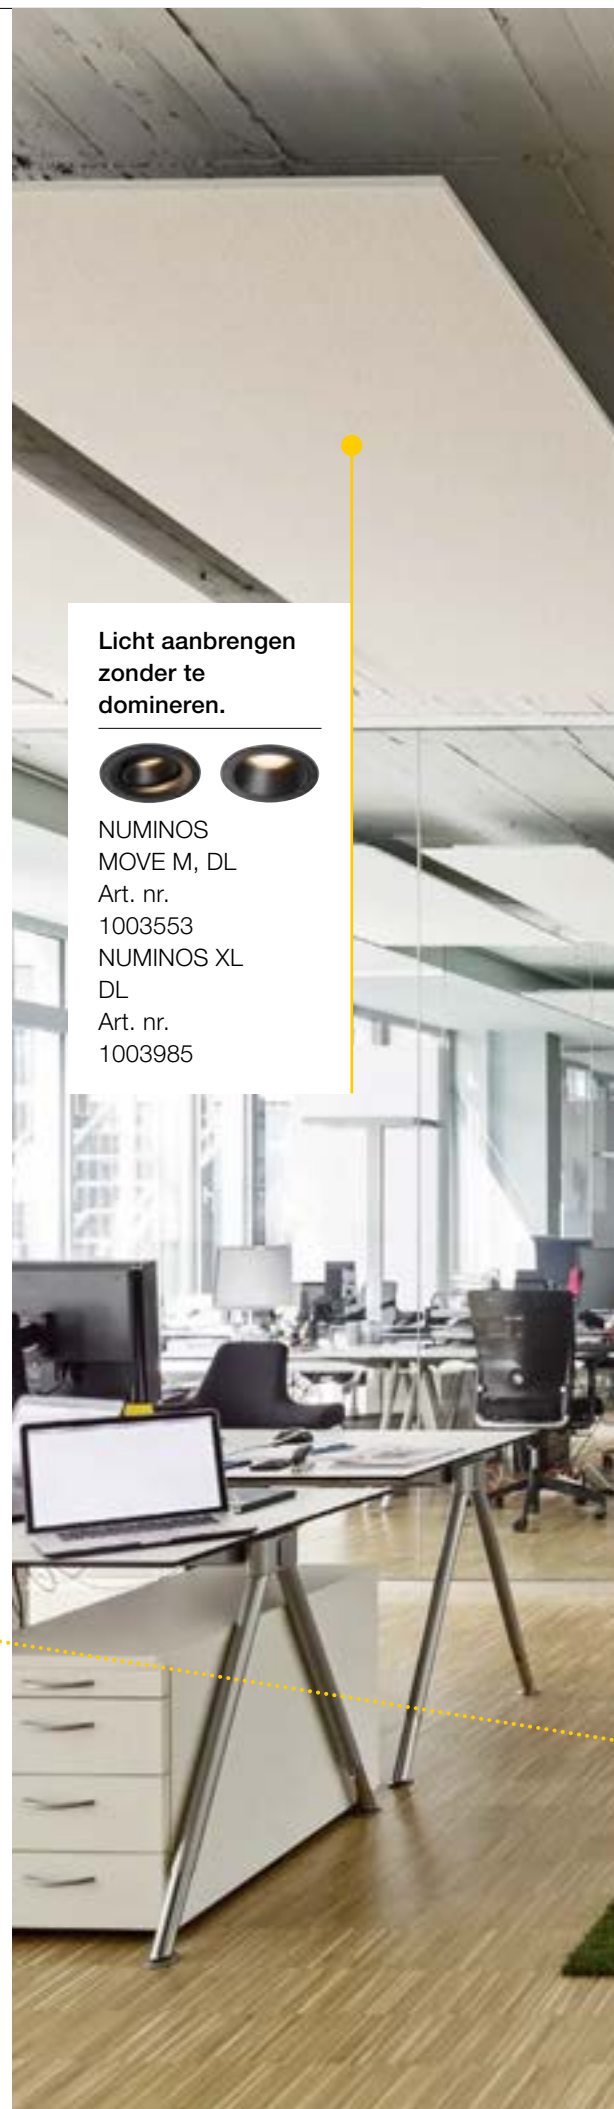 Licht aanbrengen
zonder te
domineren.
NUMINOS
MOVE M, DL
Art. nr.
1003553
NUMINOS XL
DL
Art. nr.
1003985